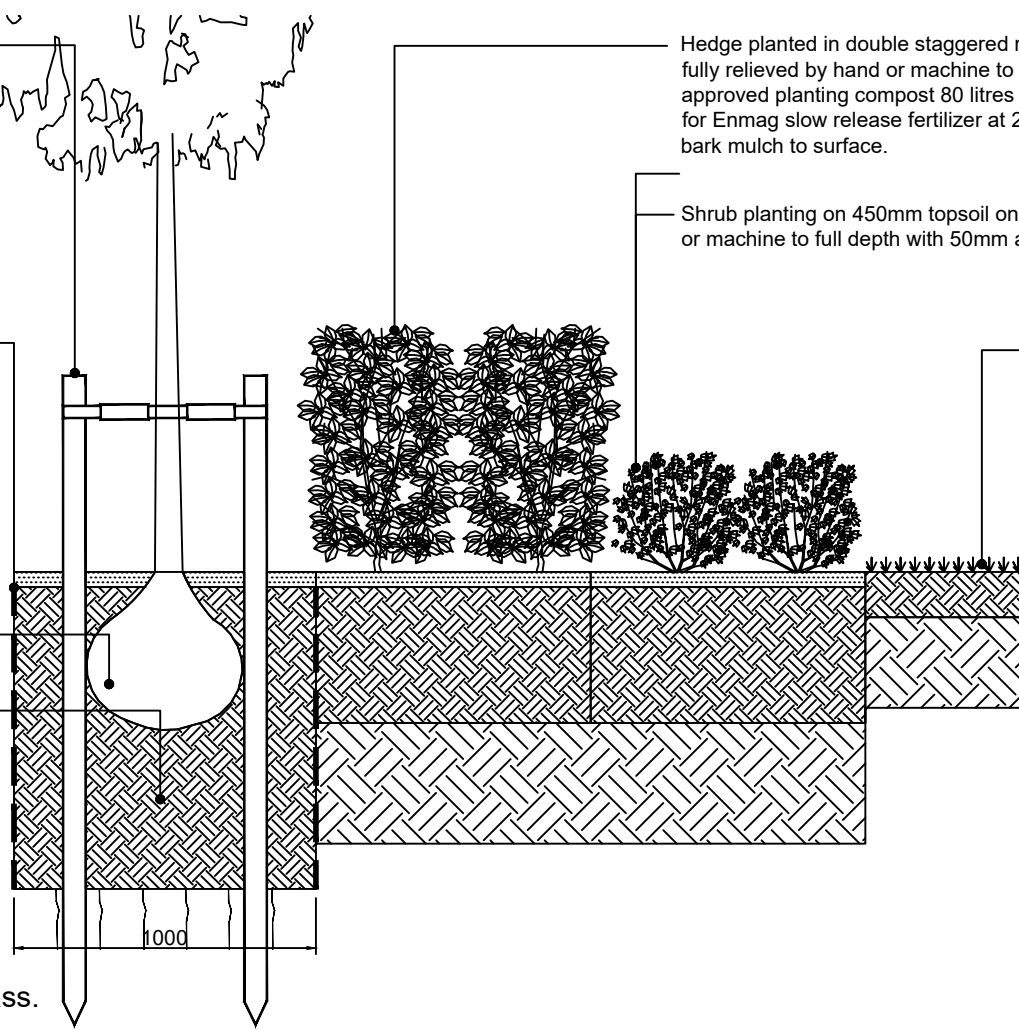 Hedge planted in double staggered
fully relieved by hand or machine to
approved planting compost 80 litres
for Enmag slow release fertilizer at 2
bark mulch to surface.
Shrub planting on 450mm topsoil on
or machine to full depth with 50mm
1000
ss.